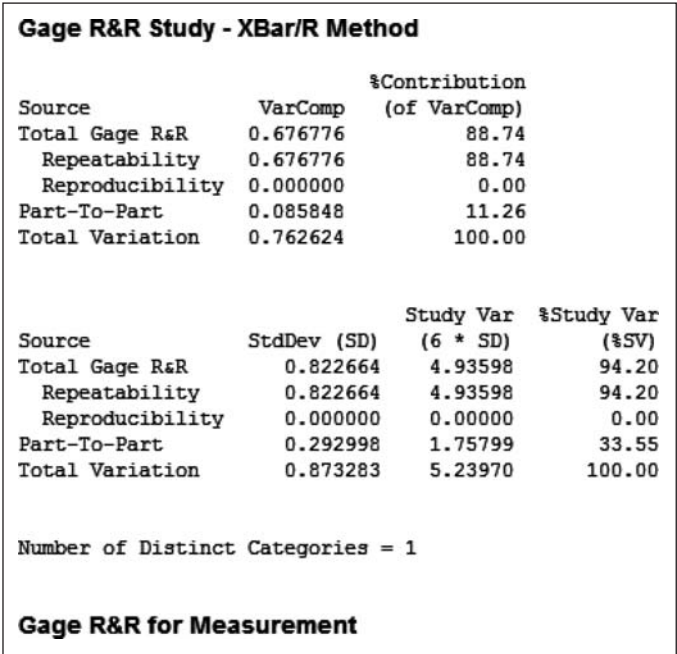 Gage R&R Study - XBar/R Method
%Contribution
Source VarComp (of VarComp)
Total Gage R&R 0.676776 88.74
Repeatability 0.676776 88.74
Reproducibility 0.000000 0.00
Part-To-Part 0.085848 11.26
Total Variation 0.762624 100.00
Study Var %Study Var
Source StdDev (SD) (6 * SD) (%SV)
Total Gage R&R 0.822664 4.93598 94.20
Repeatability 0.822664 4.93598 94.20
Reproducibility 0.000000 0.00000 0.00
Part-To-Part 0.292998 1.75799 33.55
Total Variation 0.873283 5.23970 100.00
Number of Distinct Categories = 1
Gage R&R for Measurement